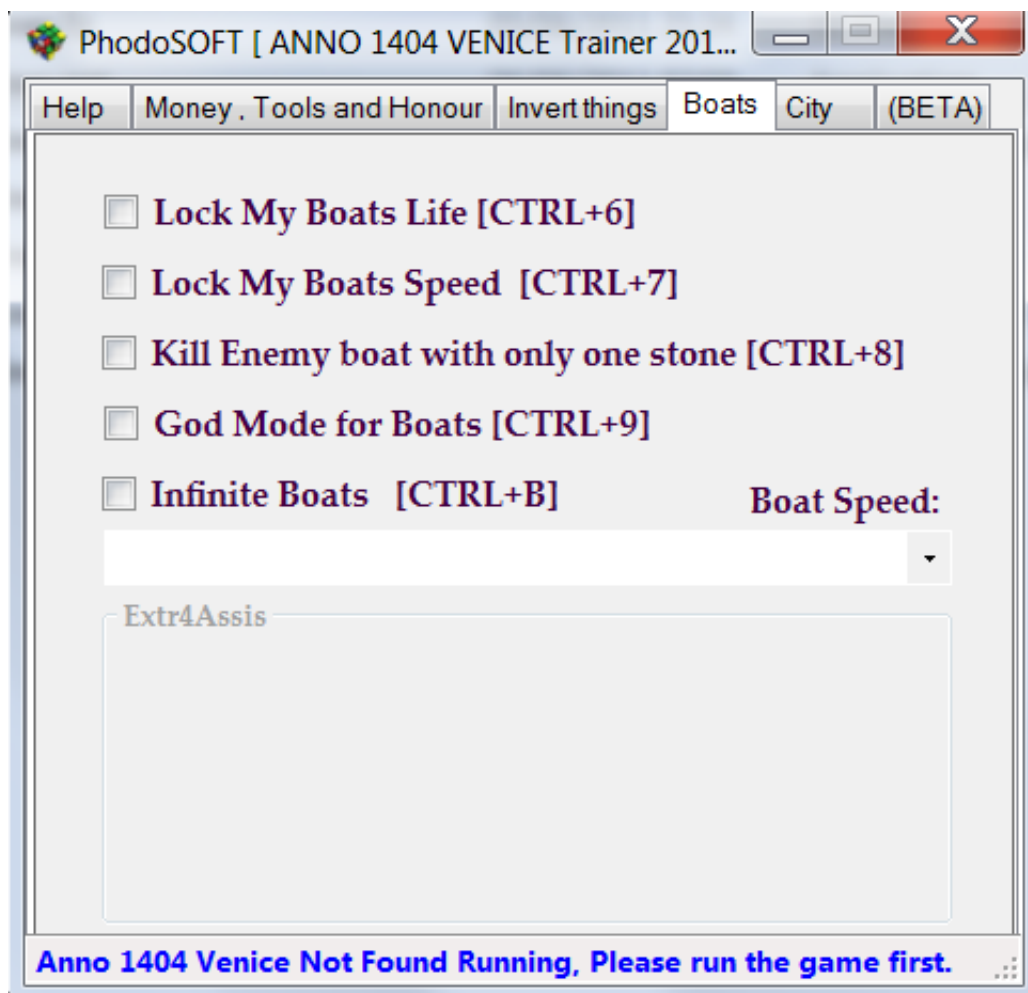 PhodoSOFT [ ANNO 1404 VENICE Trainer 201...
Help Money , Tools and Honour Invert things Boats City (BETA)
Lock My Boats Life [CTRL+6]
Lock My Boats Speed [CTRL+7]
Kill Enemy boat with only one stone [CTRL+8]
God Mode for Boats [CTRL+9]
Infinite Boats [CTRL+B] Boat Speed:
Extr4Assis
Anno 1404 Venice Not Found Running, Please run the game first.